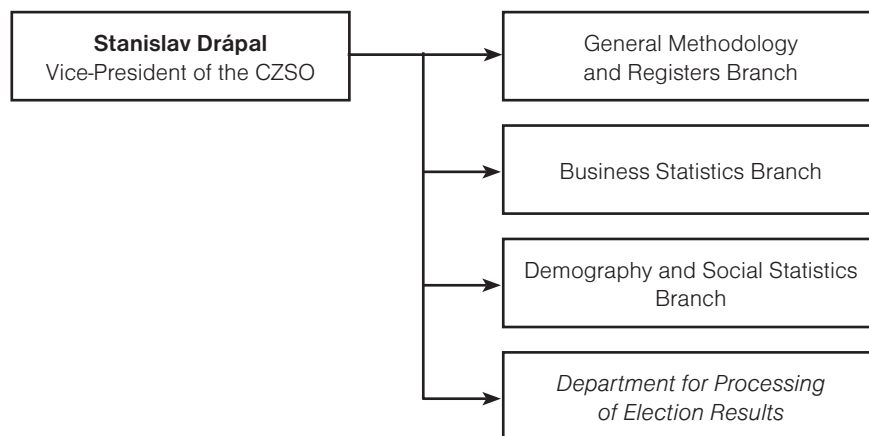 Stanislav Drápal
Vice-President of the CZSO
General Methodology
and Registers Branch
Business Statistics Branch
Demography and Social Statistics
Branch
Department for Processing
of Election Results